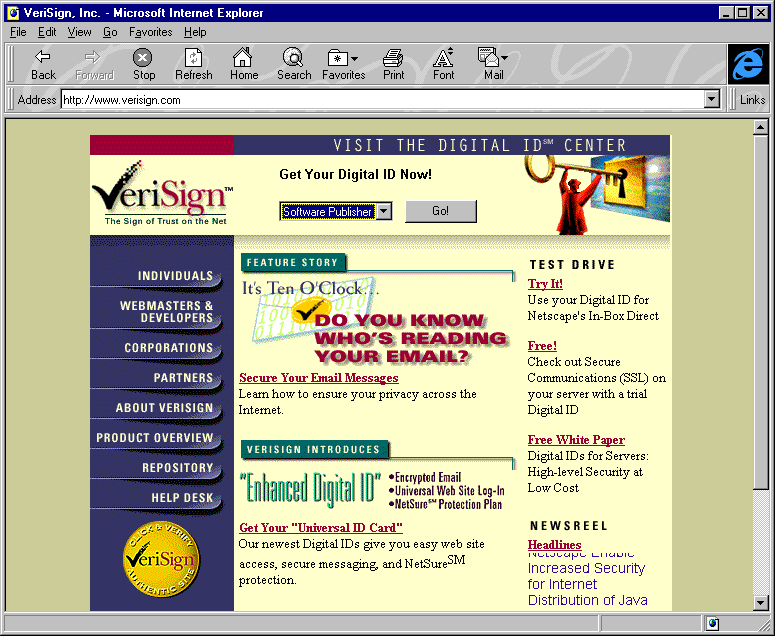 VeriSign, Inc. - Microsoft Internet Explorer
File Edit View Go Favorites Help
Back Forward Stop Refresh Home Search Favorites Print Font Mail
Address http://www.verisign.com Links
VISIT THE DIGITAL ID℠ CENTER
VeriSign™
The Sign of Trust on the Net
Get Your Digital ID Now!
Software Publisher Go!
INDIVIDUALS
WEBMASTERS &
DEVELOPERS
CORPORATIONS
PARTNERS
ABOUT VERISIGN
PRODUCT OVERVIEW
REPOSITORY
HELP DESK
CLICK & VERIFY
VeriSign
AUTHENTIC SITE
FEATURE STORY
It's Ten O'Clock...
DO YOU KNOW
WHO'S READING
YOUR EMAIL?
Secure Your Email Messages
Learn how to ensure your privacy across the
Internet.
VERISIGN INTRODUCES
"Enhanced Digital ID"
•Encrypted Email
•Universal Web Site Log-In
•NetSure℠ Protection Plan
Get Your "Universal ID Card"
Our newest Digital IDs give you easy web site
access, secure messaging, and NetSureSM
protection.
TEST DRIVE
Try It!
Use your Digital ID for
Netscape's In-Box Direct
Free!
Check out Secure
Communications (SSL) on
your server with a trial
Digital ID
Free White Paper
Digital IDs for Servers:
High-level Security at
Low Cost
NEWSREEL
Headlines
Netscape Enable
Increased Security
for Internet
Distribution of Java